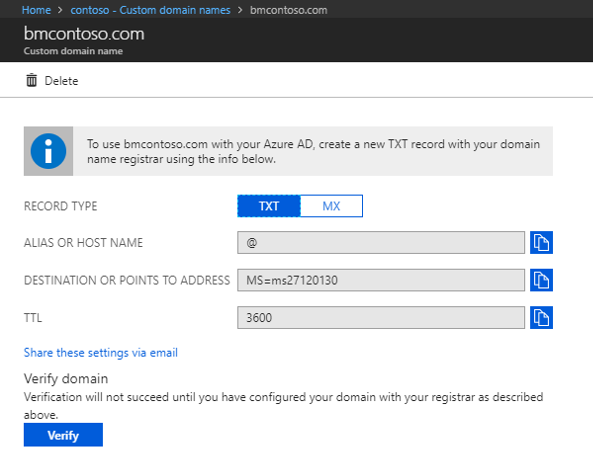 Home > contoso - Custom domain names > bmcontoso.com
bmcontoso.com
Custom domain name
Delete
To use bmcontoso.com with your Azure AD, create a new TXT record with your domain
name registrar using the info below.
RECORD TYPE TXT MX
ALIAS OR HOST NAME @
DESTINATION OR POINTS TO ADDRESS MS=ms27120130
TTL 3600
Share these settings via email
Verify domain
Verification will not succeed until you have configured your domain with your registrar as described
above.
Verify